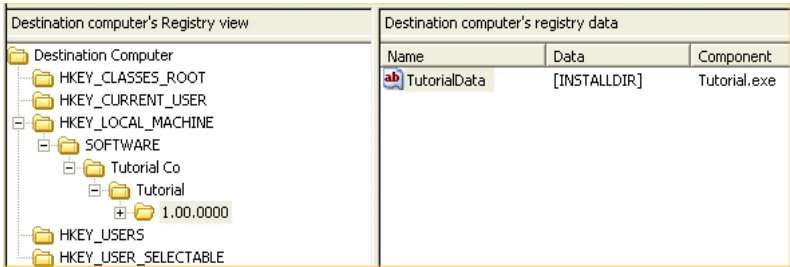 Destination computer's Registry view
Destination Computer
HKEY_CLASSES_ROOT
HKEY_CURRENT_USER
HKEY_LOCAL_MACHINE
SOFTWARE
Tutorial Co
Tutorial
1.00.0000
HKEY_USERS
HKEY_USER_SELECTABLE
Destination computer's registry data
Name Data Component
ab TutorialData [INSTALLDIR] Tutorial.exe